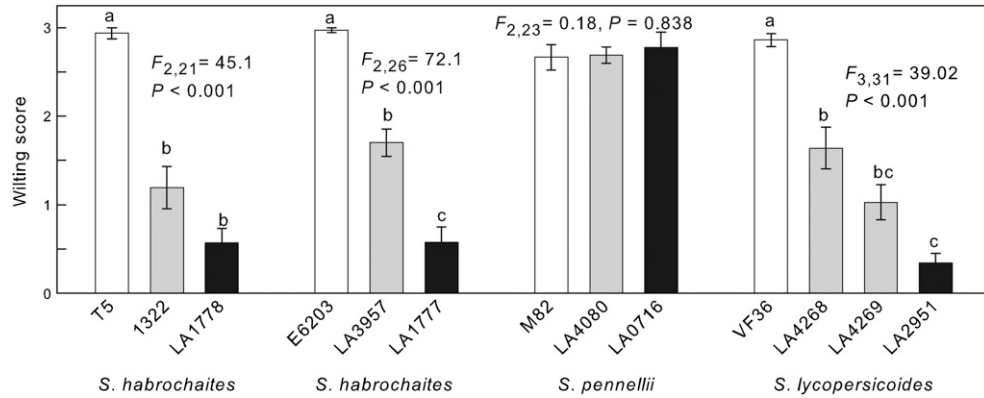 Wilting score
3
2
1
0
a
b
b
F2,21 = 45.1
P < 0.001
a
b
c
F2,26 = 72.1
P < 0.001
F2,23 = 0.18, P = 0.838
a
b
bc
c
F3,31 = 39.02
P < 0.001
T5
1322
LA1778
E6203
LA3957
LA1777
M82
LA4080
LA0716
VF36
LA4268
LA4269
LA2951
S. habrochaites
S. habrochaites
S. pennellii
S. lycopersicoides